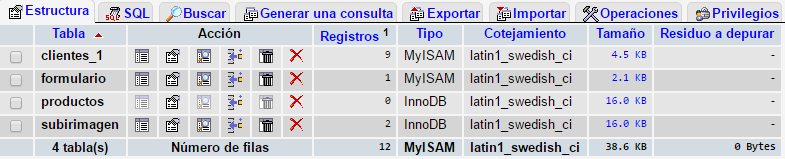 Estructura SQL Buscar Generar una consulta Exportar Importar Operaciones Privilegios
Tabla Acción Registros 1 Tipo Cotejamiento Tamaño Residuo a depurar
clientes_1 9 MyISAM latin1_swedish_ci 4.5 KB -
formulario 1 MyISAM latin1_swedish_ci 2.1 KB -
productos 0 InnoDB latin1_swedish_ci 16.0 KB -
subirimagen 2 InnoDB latin1_swedish_ci 16.0 KB -
4 tabla(s) Número de filas 12 MyISAM latin1_swedish_ci 38.6 KB 0 Bytes